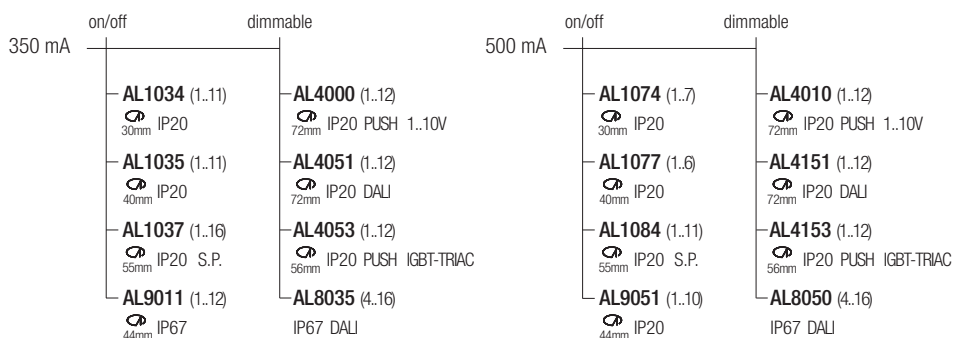 on/off dimmable
350 mA
AL1034 (1..11)
30mm IP20
AL1035 (1..11)
40mm IP20
AL1037 (1..16)
55mm IP20 S.P.
AL9011 (1..12)
44mm IP67
AL4000 (1..12)
72mm IP20 PUSH 1..10V
AL4051 (1..12)
72mm IP20 DALI
AL4053 (1..12)
56mm IP20 PUSH IGBT-TRIAC
AL8035 (4..16)
IP67 DALI
on/off dimmable
500 mA
AL1074 (1..7)
30mm IP20
AL1077 (1..6)
40mm IP20
AL1084 (1..11)
55mm IP20 S.P.
AL9051 (1..10)
44mm IP20
AL4010 (1..12)
72mm IP20 PUSH 1..10V
AL4151 (1..12)
72mm IP20 DALI
AL4153 (1..12)
56mm IP20 PUSH IGBT-TRIAC
AL8050 (4..16)
IP67 DALI